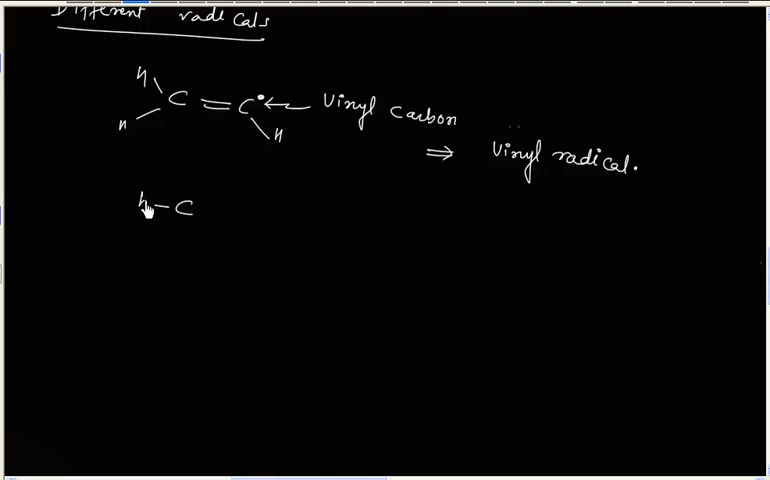 Different radicals
H
C = C• ← Vinyl Carbon
H
H
⇒ Vinyl radical.
H - C